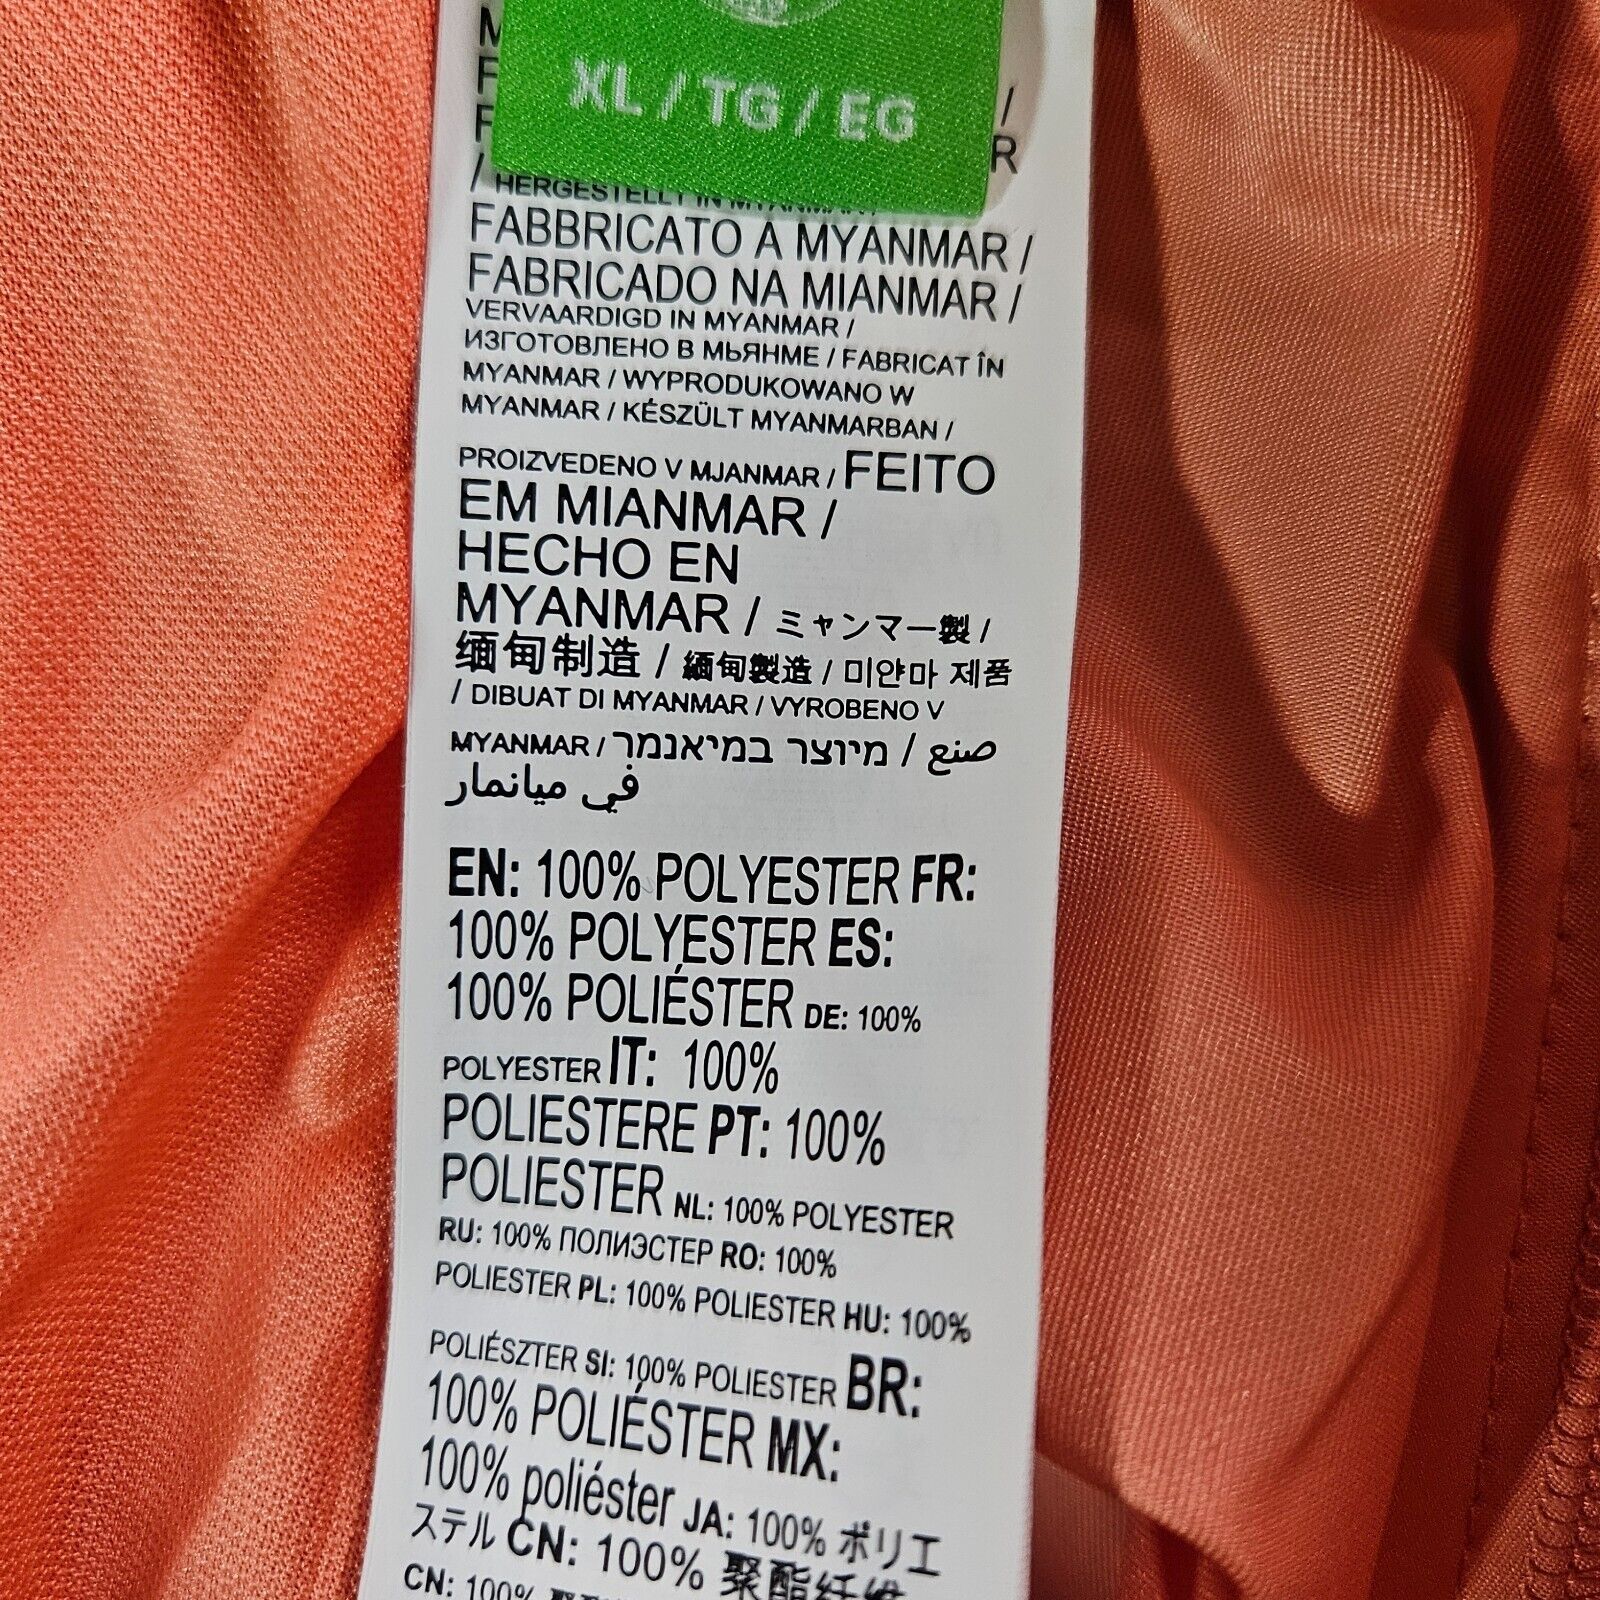 XL / TG / EG
M
F
F /
R
/ HERGESTELLT IN MYANMAR /
FABBRICATO A MYANMAR /
FABRICADO NA MIANMAR /
VERVAARDIGD IN MYANMAR /
ИЗГОТОВЛЕНО В МЬЯНМЕ / FABRICAT ÎN
MYANMAR / WYPRODUKOWANO W
MYANMAR / KÉSZÜLT MYANMARBAN /
PROIZVEDENO V MJANMAR / FEITO
EM MIANMAR /
HECHO EN
MYANMAR / ミャンマー製 /
缅甸制造 / 緬甸製造 / 미얀마 제품
/ DIBUAT DI MYANMAR / VYROBENO V
MYANMAR / מיוצר במיאנמר / صنع
في ميانمار
EN: 100% POLYESTER FR:
100% POLYESTER ES:
100% POLIÉSTER DE: 100%
POLYESTER IT: 100%
POLIESTERE PT: 100%
POLIESTER NL: 100% POLYESTER
RU: 100% ПОЛИЭСТЕР RO: 100%
POLIESTER PL: 100% POLIESTER HU: 100%
POLIÉSZTER SI: 100% POLIESTER BR:
100% POLIÉSTER MX:
100% poliéster JA: 100% ポリエ
ステル CN: 100% 聚酯纤维
CN: 100%